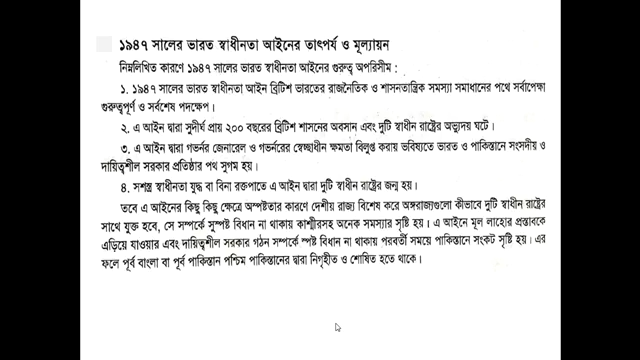 ১৯৪৭ সালের ভারত স্বাধীনতা আইনের তাৎপর্য ও মূল্যায়ন
নিম্নলিখিত কারণে ১৯৪৭ সালের ভারত স্বাধীনতা আইনের গুরুত্ব অপরিসীম :
১. ১৯৪৭ সালের ভারত স্বাধীনতা আইন ব্রিটিশ ভারতের রাজনৈতিক ও শাসনতান্ত্রিক সমস্যা সমাধানের পথে সর্বাপেক্ষা
গুরুত্বপূর্ণ ও সর্বশেষ পদক্ষেপ।
২. এ আইন দ্বারা সুদীর্ঘ প্রায় ২০০ বছরের ব্রিটিশ শাসনের অবসান এবং দুটি স্বাধীন রাষ্ট্রের অভ্যুদয় ঘটে।
৩. এ আইন দ্বারা গভর্নর জেনারেল ও গভর্নরের স্বেচ্ছাধীন ক্ষমতা বিলুপ্ত করায় ভবিষ্যতে ভারত ও পাকিস্তানে সংসদীয় ও
দায়িত্বশীল সরকার প্রতিষ্ঠার পথ সুগম হয়।
৪. সশস্ত্র স্বাধীনতা যুদ্ধ বা বিনা রক্তপাতে এ আইন দ্বারা দুটি স্বাধীন রাষ্ট্রের জন্ম হয়।
তবে এ আইনের কিছু কিছু ক্ষেত্রে অস্পষ্টতার কারণে দেশীয় রাজ্য বিশেষ করে অঙ্গরাজ্যগুলো কীভাবে দুটি স্বাধীন রাষ্ট্রের
সাথে যুক্ত হবে, সে সম্পর্কে সুস্পষ্ট বিধান না থাকায় কাশ্মীরসহ অনেক সমস্যার সৃষ্টি হয়। এ আইনে মূল লাহোর প্রস্তাবকে
এড়িয়ে যাওয়ার এবং দায়িত্বশীল সরকার গঠন সম্পর্কে স্পষ্ট বিধান না থাকায় পরবর্তী সময়ে পাকিস্তানে সংকট সৃষ্টি হয়। এর
ফলে পূর্ব বাংলা বা পূর্ব পাকিস্তান পশ্চিম পাকিস্তানের দ্বারা নিগৃহীত ও শোষিত হতে থাকে।